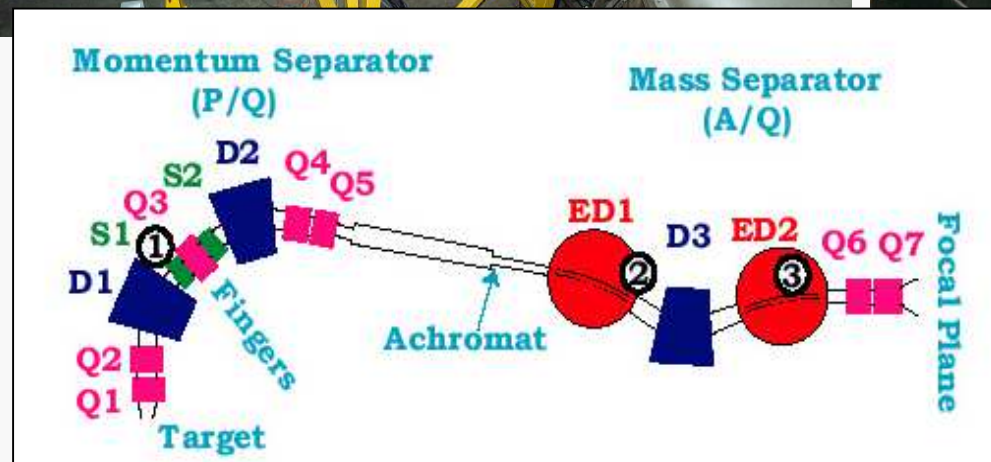 Momentum Separator
(P/Q)
Mass Separator
(A/Q)
D2
S2
Q3
S1
1
D1
Q4
Q5
Fingers
Q2
Q1
Target
Achromat
ED1
2
D3
ED2
3
Q6 Q7
Focal Plane